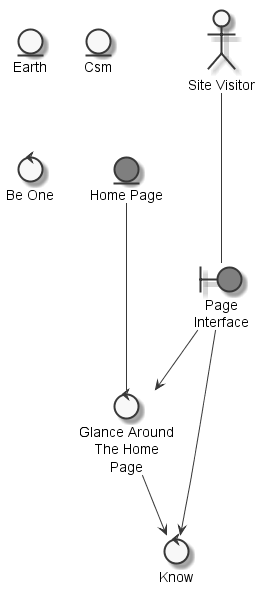 Earth
Csm
Site Visitor
Be One
Home Page
Page
Interface
Glance Around
The Home
Page
Know